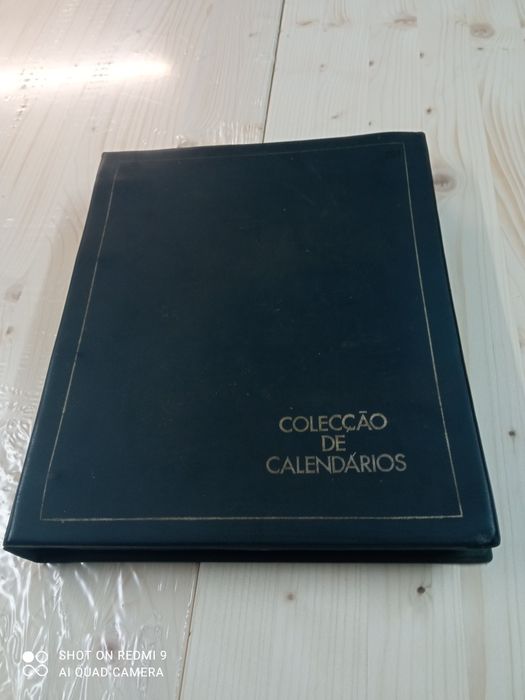 COLECÇÃO
DE
CALENDÁRIOS
SHOT ON REDMI 9
AI QUAD CAMERA